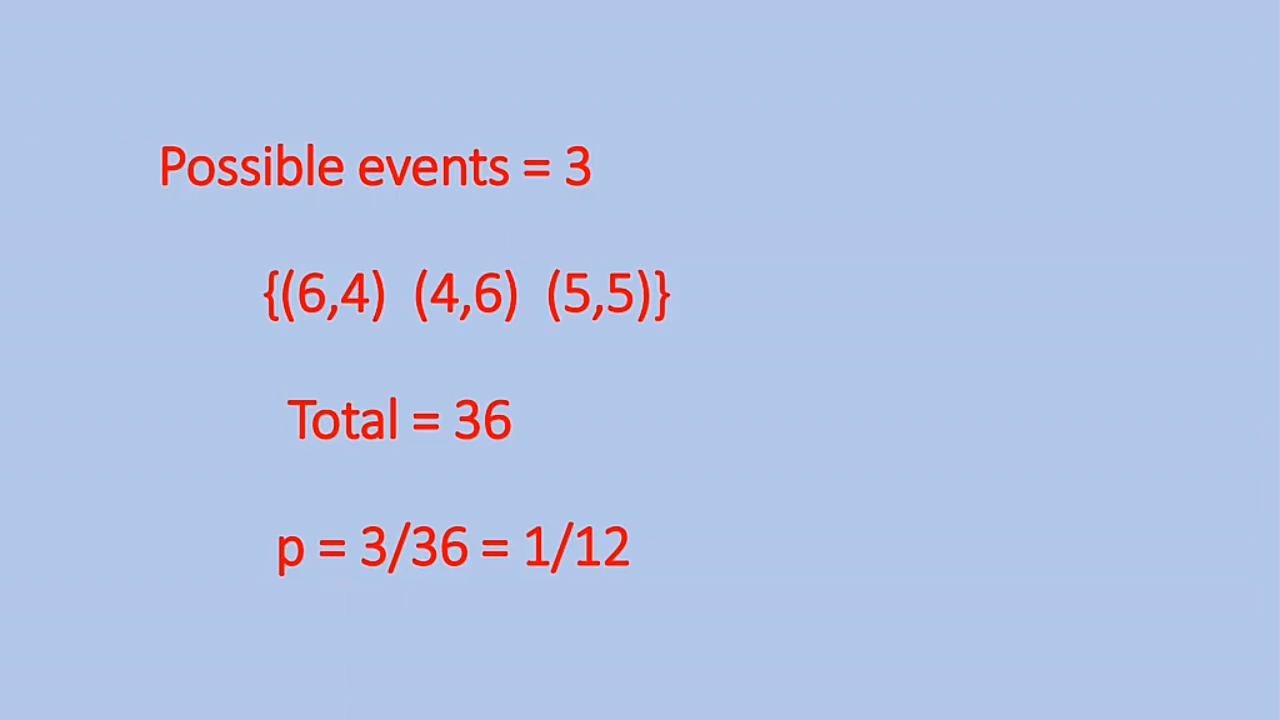 Possible events = 3
{(6,4) (4,6) (5,5)}
Total = 36
p = 3/36 = 1/12